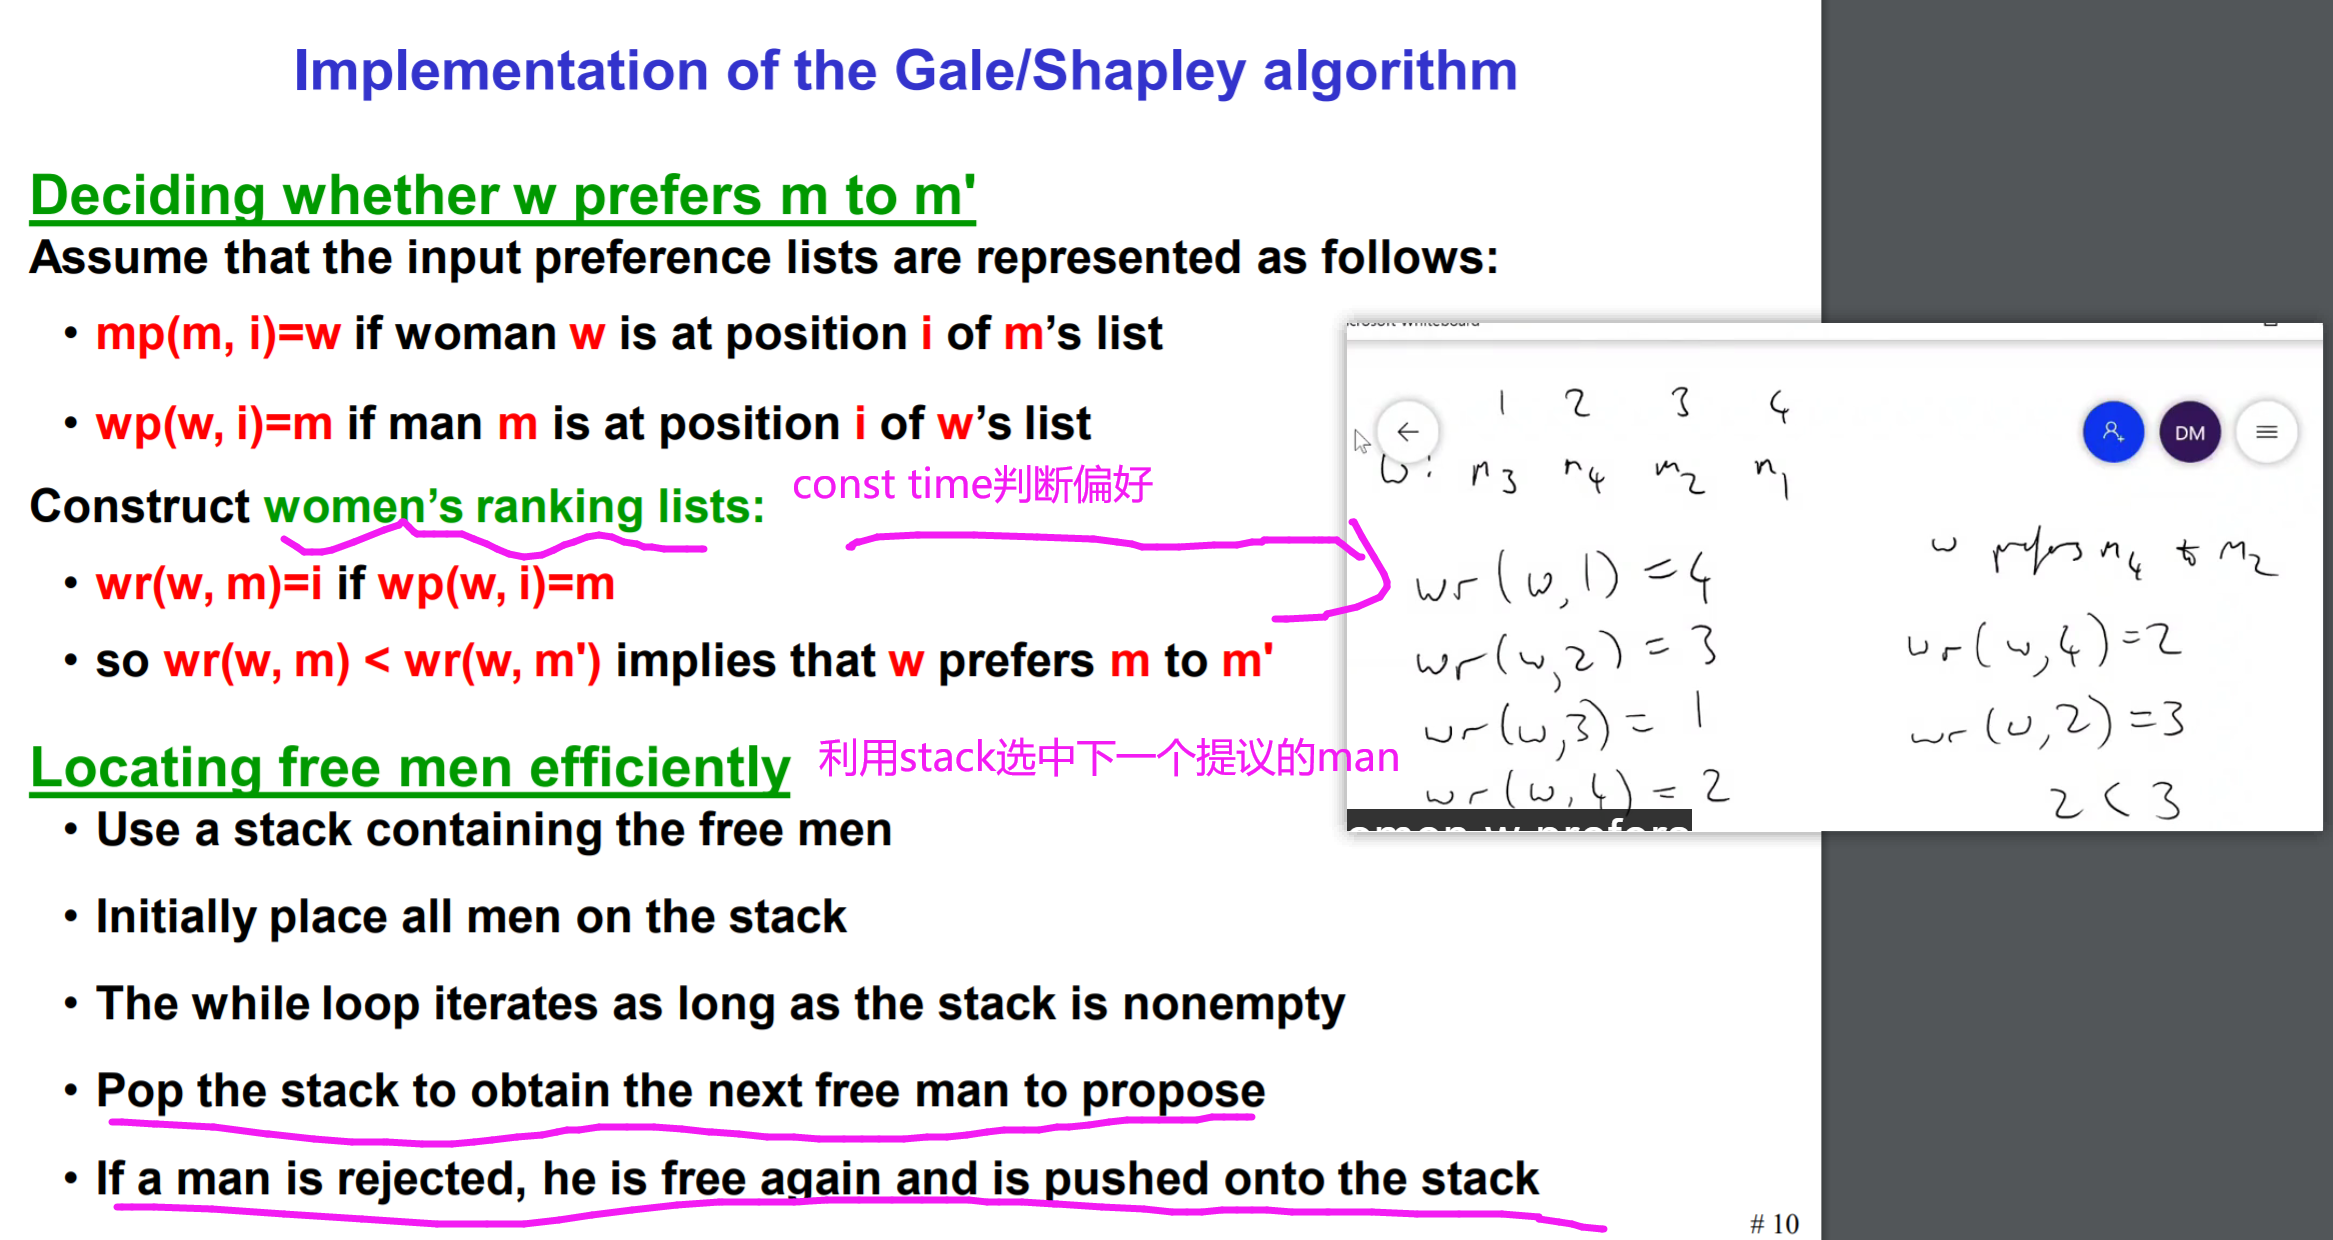 Implementation of the Gale/Shapley algorithm
Deciding whether w prefers m to m'
Assume that the input preference lists are represented as follows:
• mp(m, i)=w if woman w is at position i of m’s list
• wp(w, i)=m if man m is at position i of w’s list
Construct women’s ranking lists:
const time判断偏好
• wr(w, m)=i if wp(w, i)=m
• so wr(w, m) < wr(w, m') implies that w prefers m to m'
Locating free men efficiently
利用stack选中下一个提议的man
• Use a stack containing the free men
• Initially place all men on the stack
• The while loop iterates as long as the stack is nonempty
• Pop the stack to obtain the next free man to propose
• If a man is rejected, he is free again and is pushed onto the stack
# 10
1 2 3 4
DM
w: m3 m4 m2 m1
wr(w,1)=4
wr(w,2)=3
wr(w,3)=1
wr(w,4)=2
w prefers m4 to m2
wr(w,4)=2
wr(w,2)=3
2<3